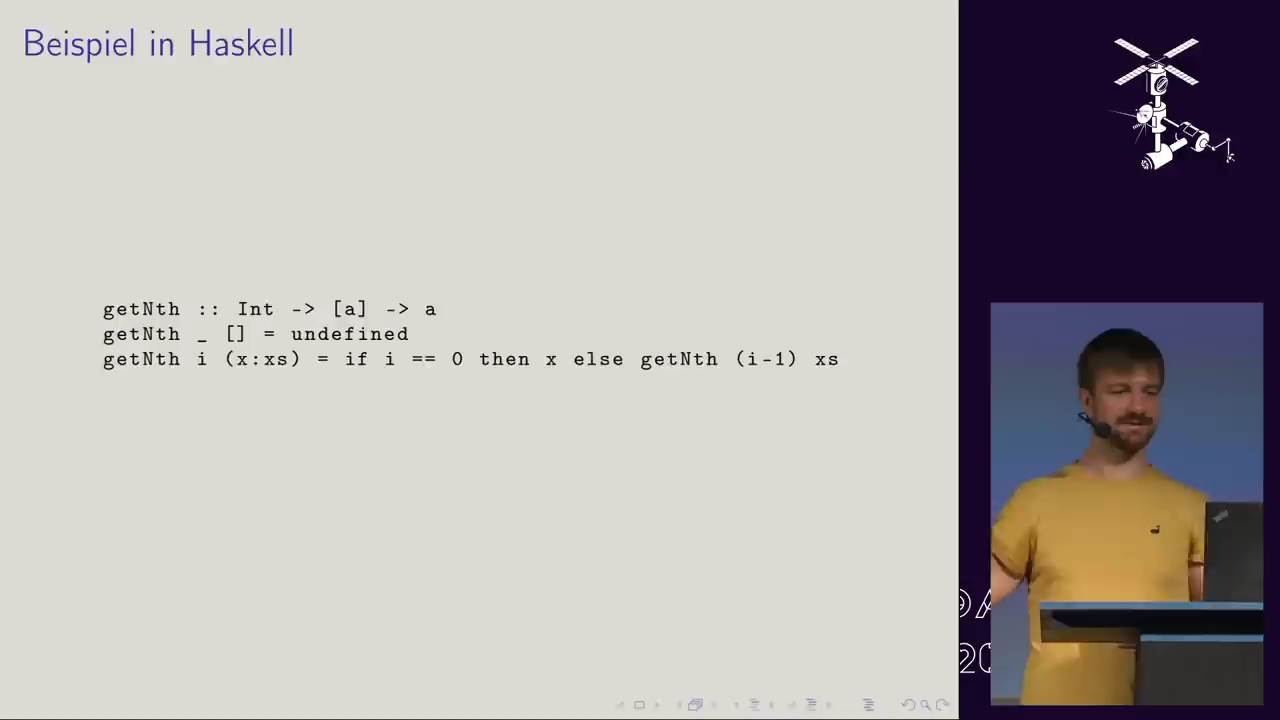 Beispiel in Haskell
getNth :: Int -> [a] -> a
getNth _ [] = undefined
getNth i (x:xs) = if i == 0 then x else getNth (i-1) xs